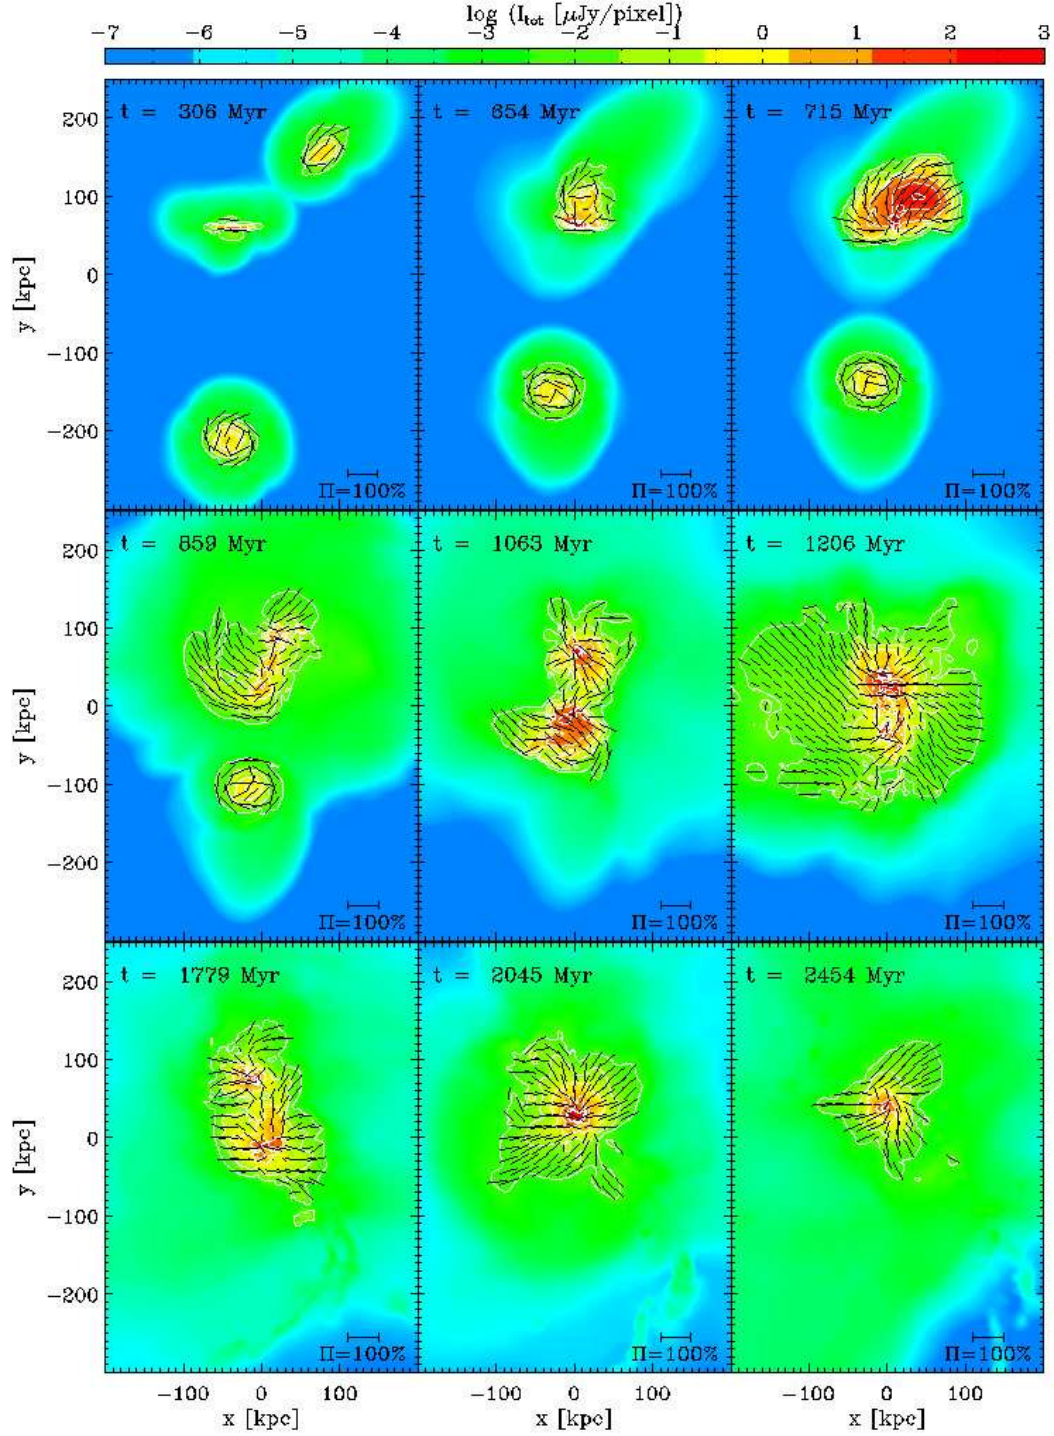 log (I_tot [μJy/pixel])
−7 −6 −5 −4 −3 −2 −1 0 1 2 3
t = 306 Myr t = 654 Myr t = 715 Myr
200
100
0
−100
−200
y [kpc]
Π=100% Π=100% Π=100%
t = 859 Myr t = 1063 Myr t = 1206 Myr
200
100
0
−100
−200
y [kpc]
Π=100% Π=100% Π=100%
t = 1779 Myr t = 2045 Myr t = 2454 Myr
200
100
0
−100
−200
y [kpc]
Π=100% Π=100% Π=100%
−100 0 100 −100 0 100 −100 0 100
x [kpc] x [kpc] x [kpc]